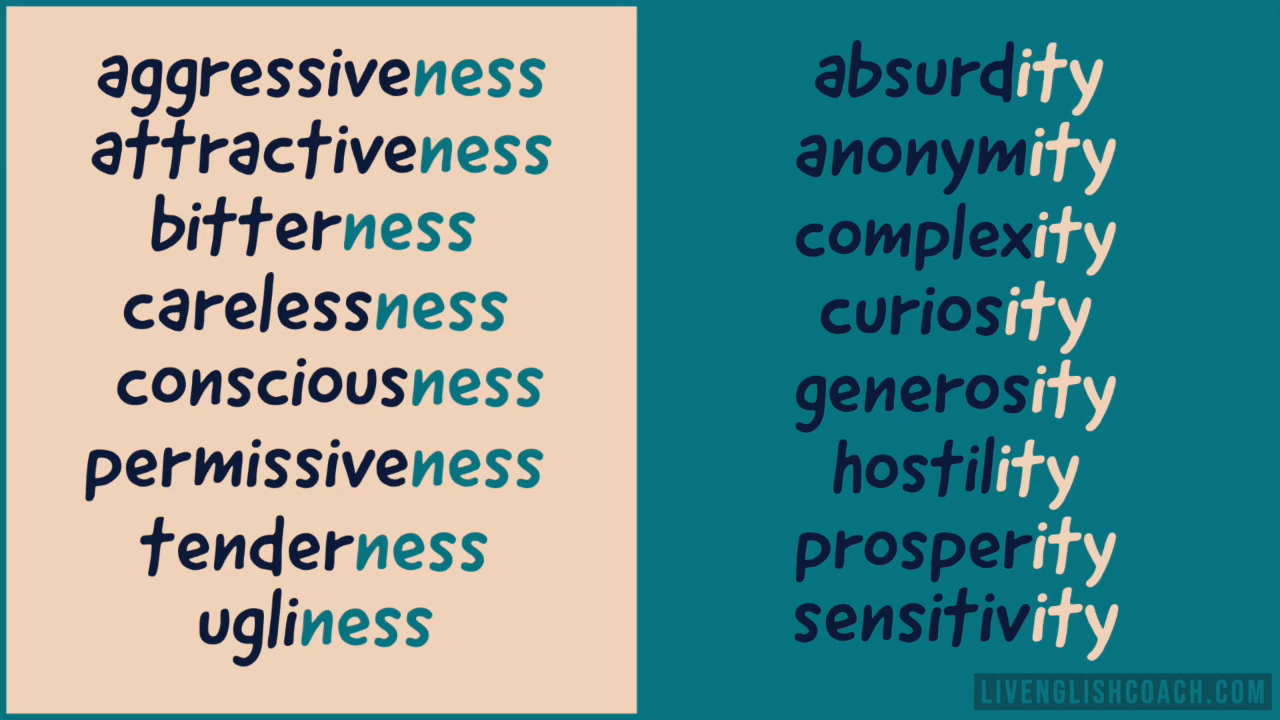 aggressiveness
attractiveness
bitterness
carelessness
consciousness
permissiveness
tenderness
ugliness
absurdity
anonymity
complexity
curiosity
generosity
hostility
prosperity
sensitivity
LIVENGLISHCOACH.COM